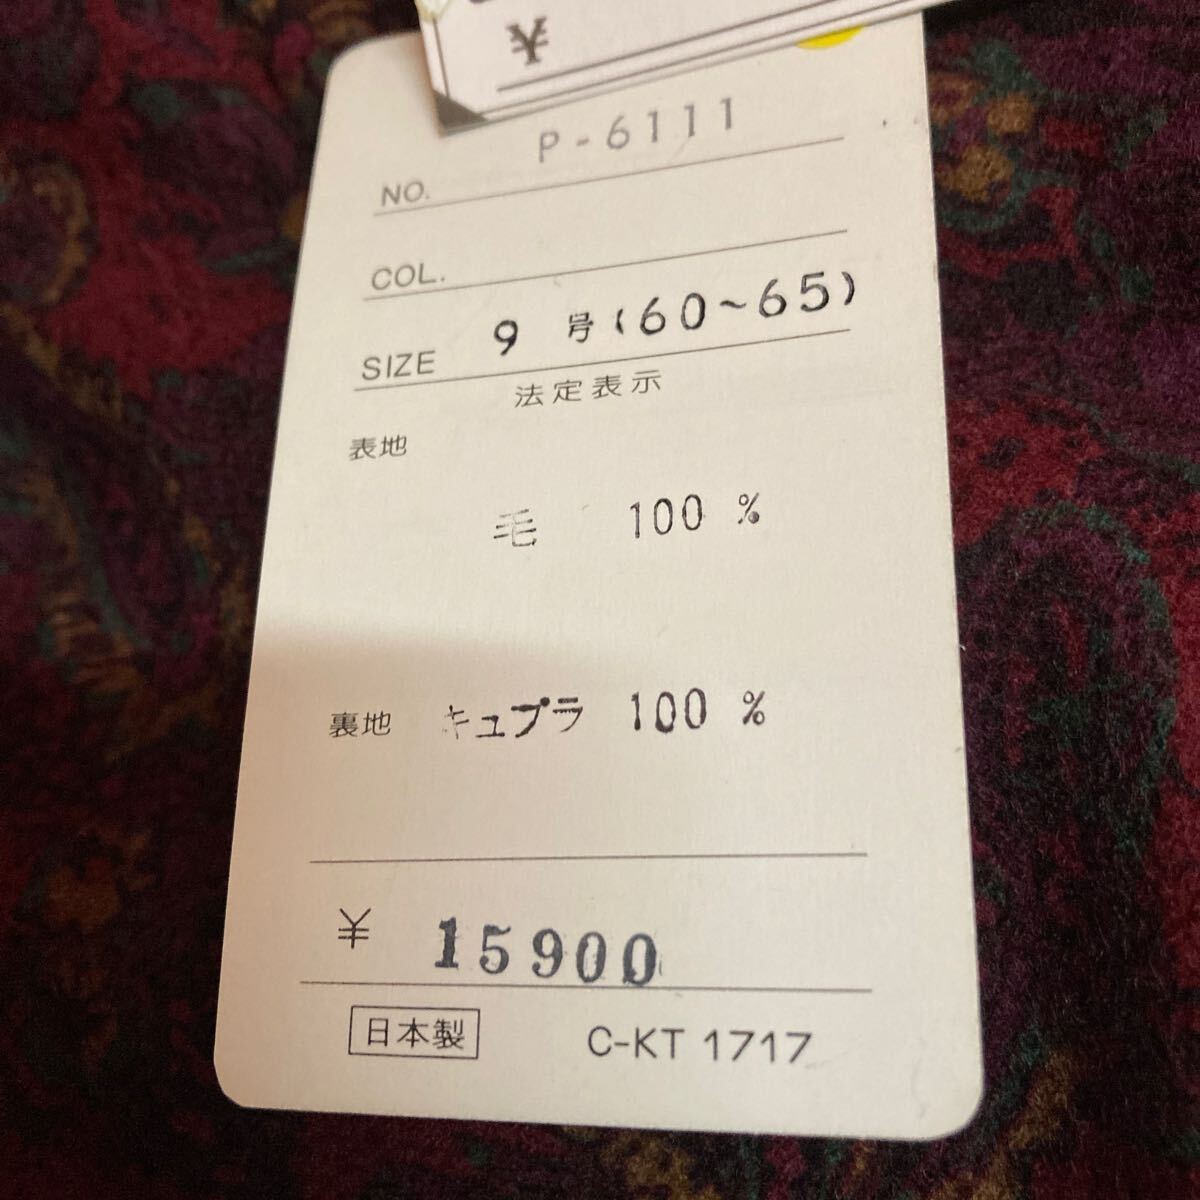 ¥
P-6111
NO.
COL.
SIZE 9 号(60~65)
法定表示
表地
毛 100 %
裏地 キュプラ 100 %
¥ 15900
日本製 C-KT 1717